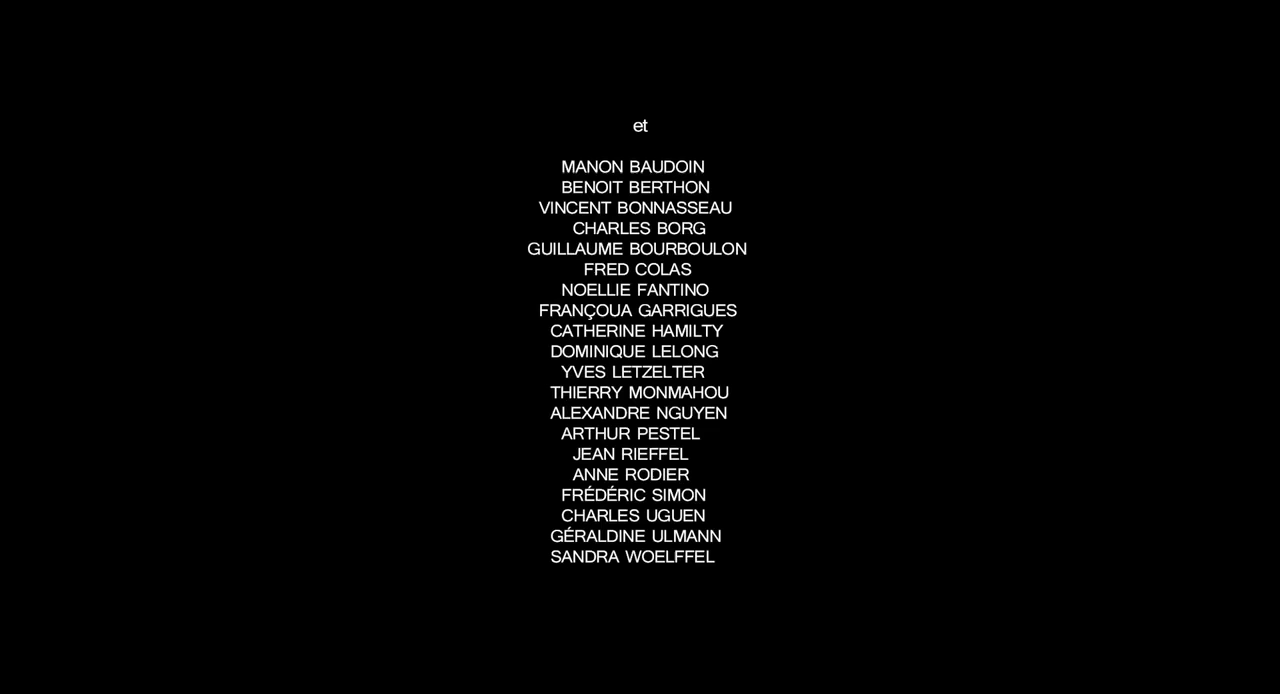 et
MANON BAUDOIN
BENOIT BERTHON
VINCENT BONNASSEAU
CHARLES BORG
GUILLAUME BOURBOULON
FRED COLAS
NOELLIE FANTINO
FRANÇOUA GARRIGUES
CATHERINE HAMILTY
DOMINIQUE LELONG
YVES LETZELTER
THIERRY MONMAHOU
ALEXANDRE NGUYEN
ARTHUR PESTEL
JEAN RIEFFEL
ANNE RODIER
FRÉDÉRIC SIMON
CHARLES UGUEN
GÉRALDINE ULMANN
SANDRA WOELFFEL